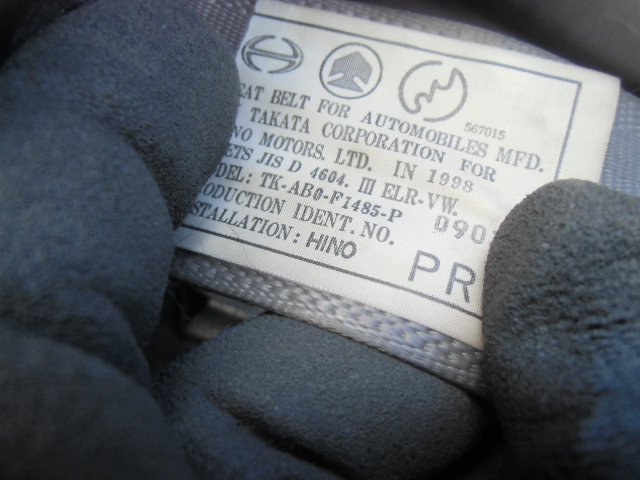 567015
EAT BELT FOR AUTOMOBILES MFD.
TAKATA CORPORATION FOR
NO MOTORS, LTD. IN 1998
ETS JIS D 4604. III ELR-VW.
DEL: TK-AB0-F1485-P 090
ODUCTION IDENT. NO.
STALLATION: HINO
PR